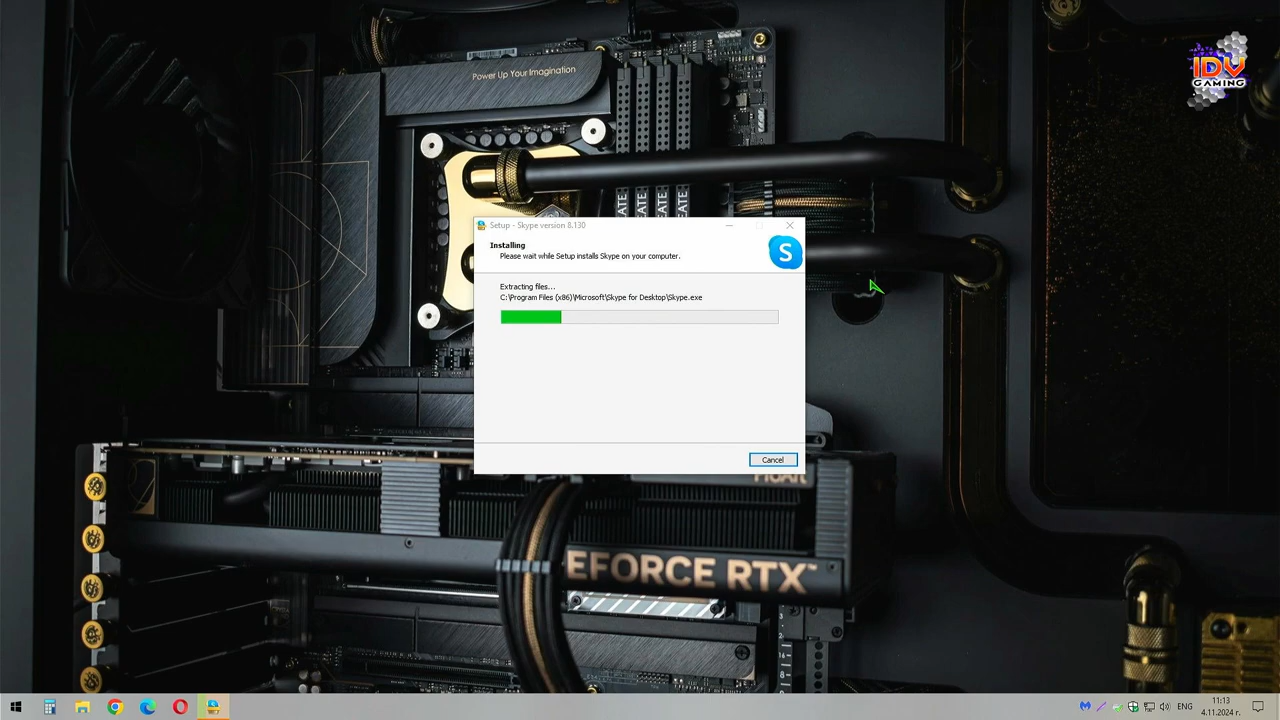 Power Up Your Imagination
IDV
GAMING
Setup - Skype version 8.130
Installing
Please wait while Setup installs Skype on your computer.
S
Extracting files...
C:\Program Files (x86)\Microsoft\Skype for Desktop\Skype.exe
Cancel
EFORCE RTX™
ENG
11:13
4.11.2024 г.